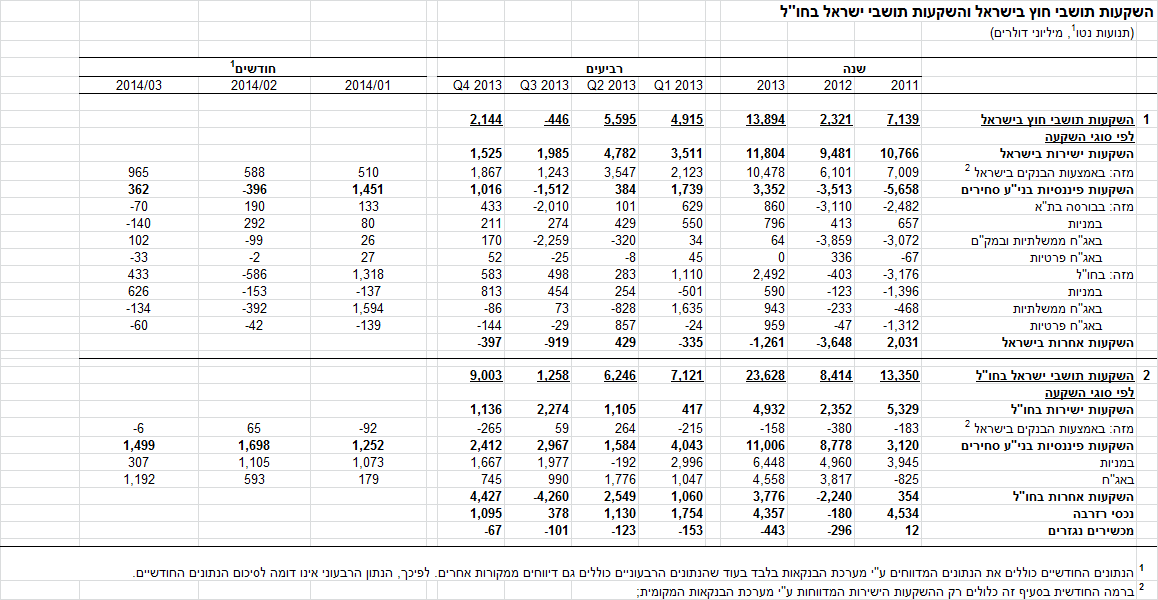 השקעות תושבי חוץ בישראל והשקעות תושבי ישראל בחו"ל
(תנועות נטו1, מיליוני דולרים)
שנה רביעים חודשים1
2011 2012 2013 Q1 2013 Q2 2013 Q3 2013 Q4 2013 2014/01 2014/02 2014/03
1 השקעות תושבי חוץ בישראל 7,139 2,321 13,894 4,915 5,595 -446 2,144
לפי סוגי השקעה
השקעות ישירות בישראל 10,766 9,481 11,804 3,511 4,782 1,985 1,525
מזה: באמצעות הבנקים בישראל 2 7,009 6,101 10,478 2,123 3,547 1,243 1,867 510 588 965
השקעות פיננסיות בני"ע סחירים -5,658 -3,513 3,352 1,739 384 -1,512 1,016 1,451 -396 362
מזה: בבורסה בת"א -2,482 -3,110 860 629 101 -2,010 433 133 190 -70
במניות 657 413 796 550 429 274 211 80 292 -140
באג"ח ממשלתיות ובמק"ם -3,072 -3,859 64 34 -320 -2,259 170 26 -99 102
באג"ח פרטיות -67 336 0 45 -8 -25 52 27 -2 -33
מזה: בחו"ל -3,176 -403 2,492 1,110 283 498 583 1,318 -586 433
במניות -1,396 -123 590 -501 254 454 813 -137 -153 626
באג"ח ממשלתיות -468 -233 943 1,635 -828 73 -86 1,594 -392 -134
באג"ח פרטיות -1,312 -47 959 -24 857 -29 -144 -139 -42 -60
השקעות אחרות בישראל 2,031 -3,648 -1,261 -335 429 -919 -397
2 השקעות תושבי ישראל בחו"ל 13,350 8,414 23,628 7,121 6,246 1,258 9,003
לפי סוגי השקעה
השקעות ישירות בחו"ל 5,329 2,352 4,932 417 1,105 2,274 1,136
מזה: באמצעות הבנקים בישראל 2 -183 -380 -158 -215 264 59 -265 -92 65 -6
השקעות פיננסיות בני"ע סחירים 3,120 8,778 11,006 4,043 1,584 2,967 2,412 1,252 1,698 1,499
במניות 3,945 4,960 6,448 2,996 -192 1,977 1,667 1,073 1,105 307
באג"ח -825 3,817 4,558 1,047 1,776 990 745 179 593 1,192
השקעות אחרות בחו"ל 354 -2,240 3,776 1,060 2,549 -4,260 4,427
נכסי רזרבה 4,534 -180 4,357 1,754 1,130 378 1,095
מכשירים נגזרים 12 -296 -443 -153 -123 -101 -67
1 הנתונים החודשיים כוללים את הנתונים המדווחים ע"י מערכת הבנקאות בלבד בעוד שהנתונים הרבעוניים כוללים גם דיווחים ממקורות אחרים. לפיכך, הנתון הרבעוני אינו דומה לסיכום הנתונים החודשיים.
2 ברמה החודשית בסעיף זה כלולים רק ההשקעות הישירות המדווחות ע"י מערכת הבנקאות המקומית;